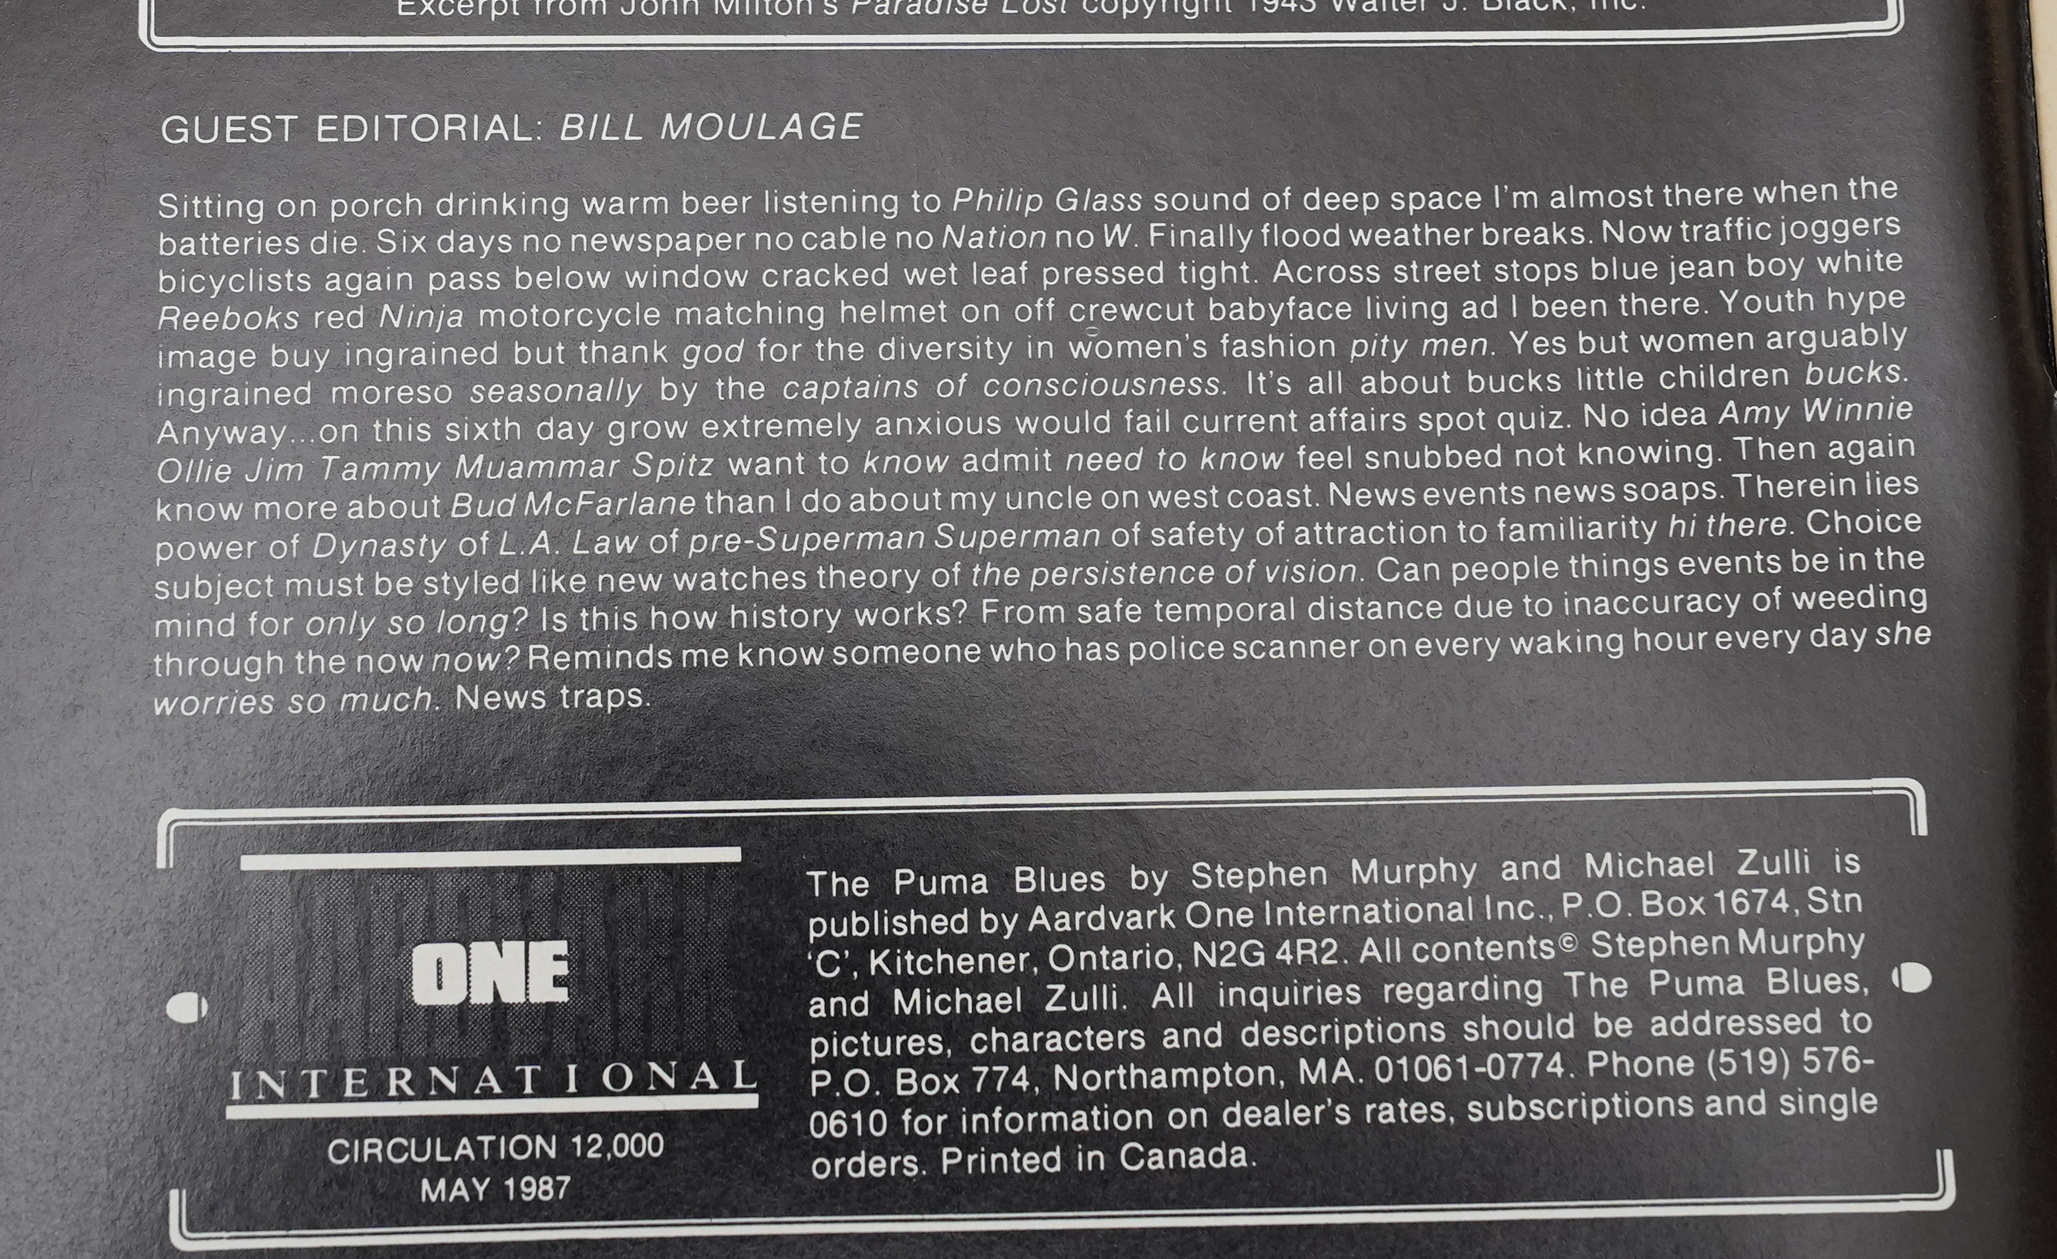 Excerpt from John Milton's Paradise Lost copyright 1943 Walter J. Black, Inc.
GUEST EDITORIAL: BILL MOULAGE
Sitting on porch drinking warm beer listening to Philip Glass sound of deep space I'm almost there when the
batteries die. Six days no newspaper no cable no Nation no W. Finally flood weather breaks. Now traffic joggers
bicyclists again pass below window cracked wet leaf pressed tight. Across street stops blue jean boy white
Reeboks red Ninja motorcycle matching helmet on off crewcut babyface living ad I been there. Youth hype
image buy ingrained but thank god for the diversity in women's fashion pity men. Yes but women arguably
ingrained moreso seasonally by the captains of consciousness. It's all about bucks little children bucks.
Anyway...on this sixth day grow extremely anxious would fail current affairs spot quiz. No idea Amy Winnie
Ollie Jim Tammy Muammar Spitz want to know admit need to know feel snubbed not knowing. Then again
know more about Bud McFarlane than I do about my uncle on west coast. News events news soaps. Therein lies
power of Dynasty of L.A. Law of pre-Superman Superman of safety of attraction to familiarity hi there. Choice
subject must be styled like new watches theory of the persistence of vision. Can people things events be in the
mind for only so long? Is this how history works? From safe temporal distance due to inaccuracy of weeding
through the now now? Reminds me know someone who has police scanner on every waking hour every day she
worries so much. News traps.
AARDVARK
ONE
INTERNATIONAL
CIRCULATION 12,000
MAY 1987
The Puma Blues by Stephen Murphy and Michael Zulli is
published by Aardvark One International Inc., P.O. Box 1674, Stn
'C', Kitchener, Ontario, N2G 4R2. All contents© Stephen Murphy
and Michael Zulli. All inquiries regarding The Puma Blues,
pictures, characters and descriptions should be addressed to
P.O. Box 774, Northampton, MA. 01061-0774. Phone (519) 576-
0610 for information on dealer's rates, subscriptions and single
orders. Printed in Canada.